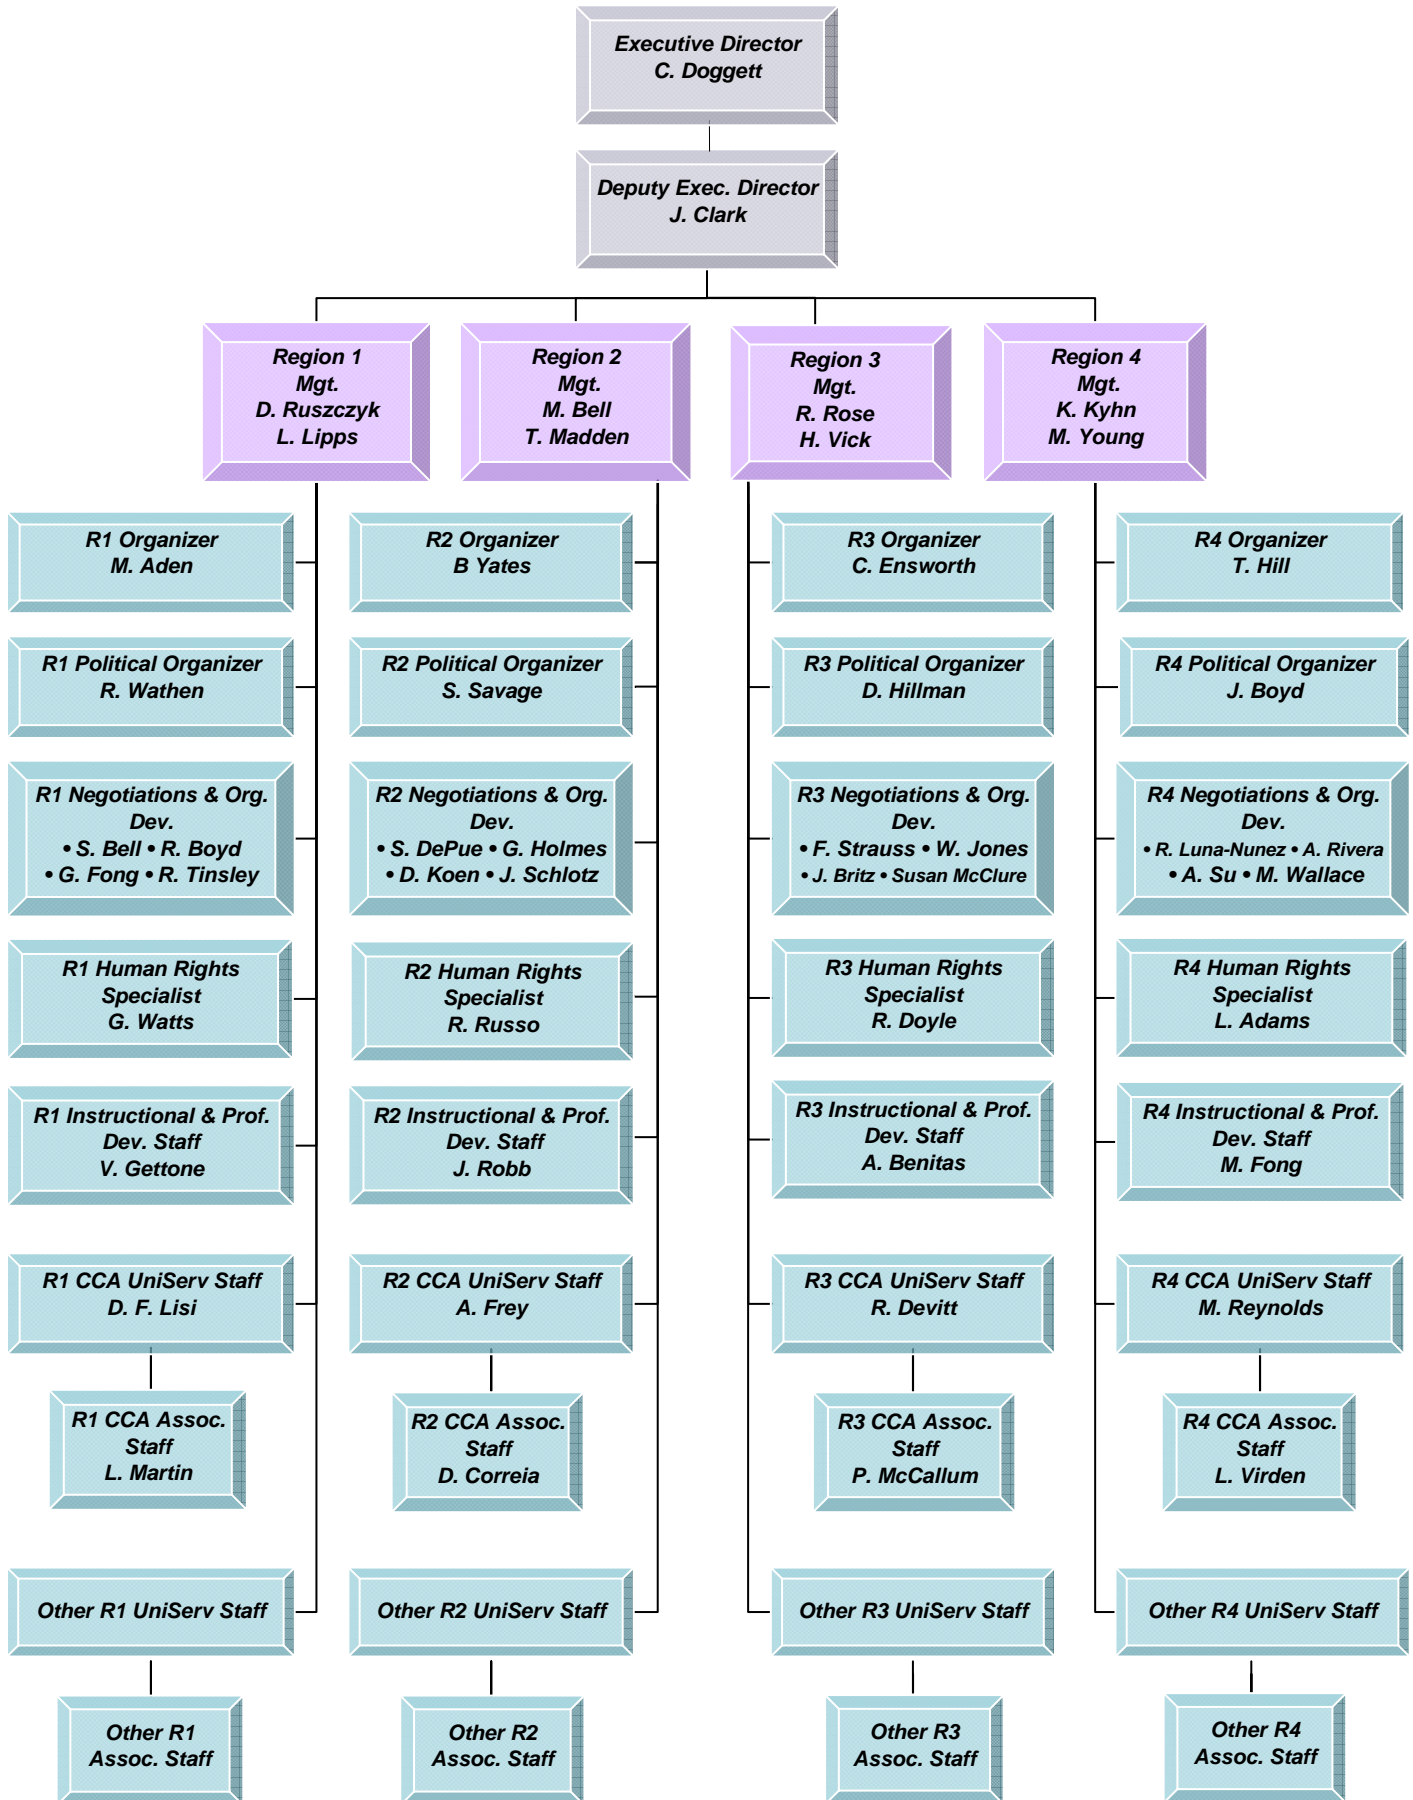 Executive Director
C. Doggett
Deputy Exec. Director
J. Clark
Region 1
Mgt.
D. Ruszczyk
L. Lipps
Region 2
Mgt.
M. Bell
T. Madden
Region 3
Mgt.
R. Rose
H. Vick
Region 4
Mgt.
K. Kyhn
M. Young
R1 Organizer
M. Aden
R2 Organizer
B Yates
R3 Organizer
C. Ensworth
R4 Organizer
T. Hill
R1 Political Organizer
R. Wathen
R2 Political Organizer
S. Savage
R3 Political Organizer
D. Hillman
R4 Political Organizer
J. Boyd
R1 Negotiations & Org.
Dev.
• S. Bell • R. Boyd
• G. Fong • R. Tinsley
R2 Negotiations & Org.
Dev.
• S. DePue • G. Holmes
• D. Koen • J. Schlotz
R3 Negotiations & Org.
Dev.
• F. Strauss • W. Jones
• J. Britz • Susan McClure
R4 Negotiations & Org.
Dev.
• R. Luna-Nunez • A. Rivera
• A. Su • M. Wallace
R1 Human Rights
Specialist
G. Watts
R2 Human Rights
Specialist
R. Russo
R3 Human Rights
Specialist
R. Doyle
R4 Human Rights
Specialist
L. Adams
R1 Instructional & Prof.
Dev. Staff
V. Gettone
R2 Instructional & Prof.
Dev. Staff
J. Robb
R3 Instructional & Prof.
Dev. Staff
A. Benitas
R4 Instructional & Prof.
Dev. Staff
M. Fong
R1 CCA UniServ Staff
D. F. Lisi
R2 CCA UniServ Staff
A. Frey
R3 CCA UniServ Staff
R. Devitt
R4 CCA UniServ Staff
M. Reynolds
R1 CCA Assoc.
Staff
L. Martin
R2 CCA Assoc.
Staff
D. Correia
R3 CCA Assoc.
Staff
P. McCallum
R4 CCA Assoc.
Staff
L. Virden
Other R1 UniServ Staff
Other R2 UniServ Staff
Other R3 UniServ Staff
Other R4 UniServ Staff
Other R1
Assoc. Staff
Other R2
Assoc. Staff
Other R3
Assoc. Staff
Other R4
Assoc. Staff